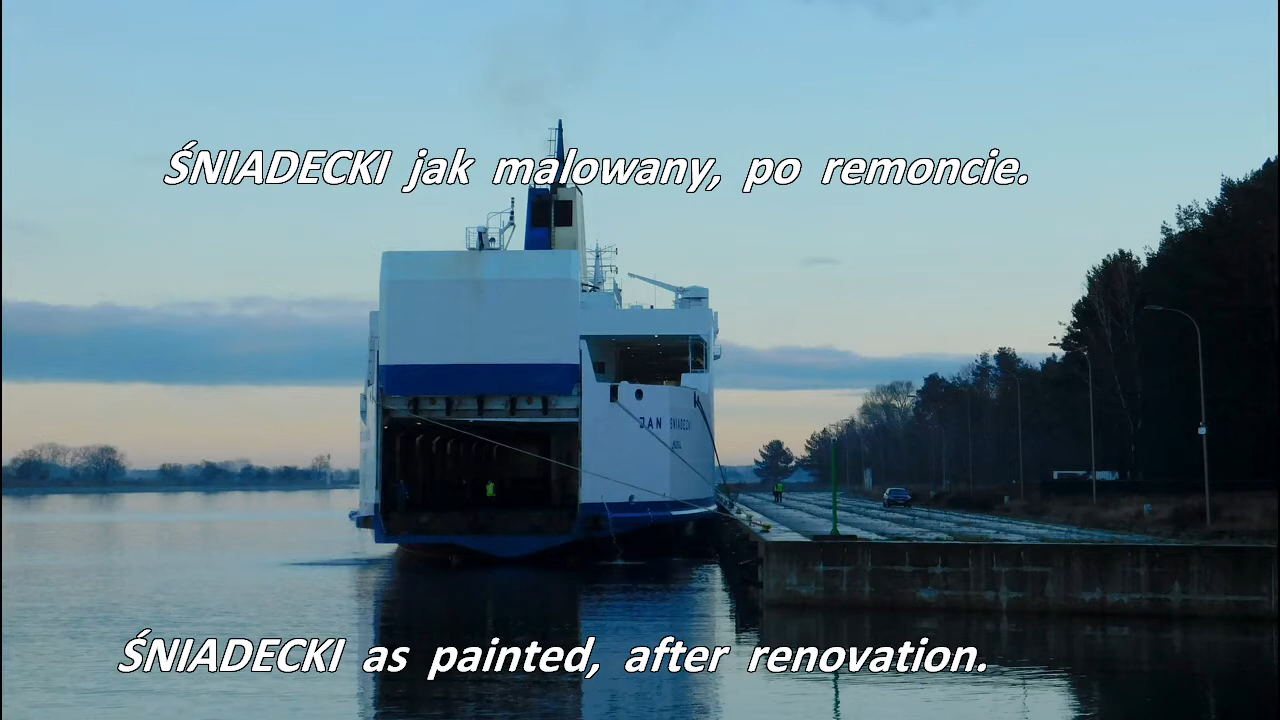 ŚNIADECKI jak malowany, po remoncie.
JAN ŚNIADECKI
ŚNIADECKI as painted, after renovation.